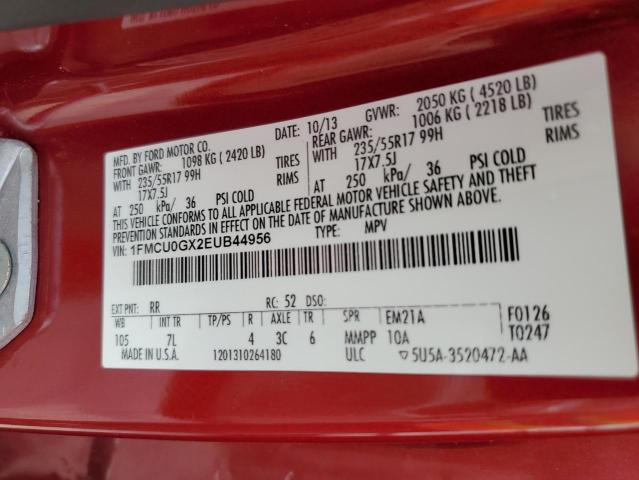 MFD. BY FORD MOTOR CO.
DATE: 10/13 GVWR: 2050 KG ( 4520 LB)
FRONT GAWR: 1098 KG ( 2420 LB) REAR GAWR: 1006 KG ( 2218 LB)
WITH 235/55R17 99H TIRES WITH 235/55R17 99H TIRES
17X7.5J RIMS 17X7.5J RIMS
AT 250 kPa/ 36 PSI COLD AT 250 kPa/ 36 PSI COLD
THIS VEHICLE CONFORMS TO ALL APPLICABLE FEDERAL MOTOR VEHICLE SAFETY AND THEFT
PREVENTION STANDARDS IN EFFECT ON THE DATE OF MANUFACTURE SHOWN ABOVE.
VIN: 1FMCU0GX2EUB44956 TYPE: MPV
EXT PNT: RR RC: 52 DSO: F0126
WB INT TR TP/PS R AXLE TR SPR EM21A T0247
105 7L 4 3C 6 MMPP 10A
MADE IN U.S.A. 1201310264180 ULC 5U5A-3520472-AA